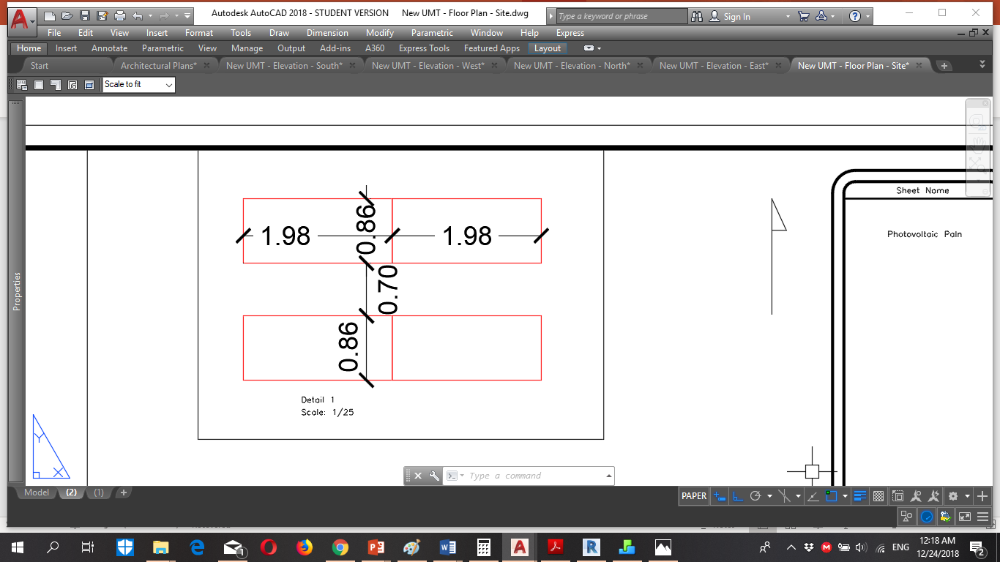 Autodesk AutoCAD 2018 - STUDENT VERSION New UMT - Floor Plan - Site.dwg
Type a keyword or phrase
Sign In
File Edit View Insert Format Tools Draw Dimension Modify Parametric Window Help Express
Home Insert Annotate Parametric View Manage Output Add-ins A360 Express Tools Featured Apps Layout
Start Architectural Plans* New UMT - Elevation - South* New UMT - Elevation - West* New UMT - Elevation - North* New UMT - Elevation - East* New UMT - Floor Plan - Site*
Scale to fit
Properties
Sheet Name
Photovoltaic Paln
0.86
1.98
1.98
0.70
0.86
Detail 1
Scale: 1/25
Y
X
Type a command
Model (2) (1)
PAPER
1
ENG
12:18 AM
12/24/2018
2